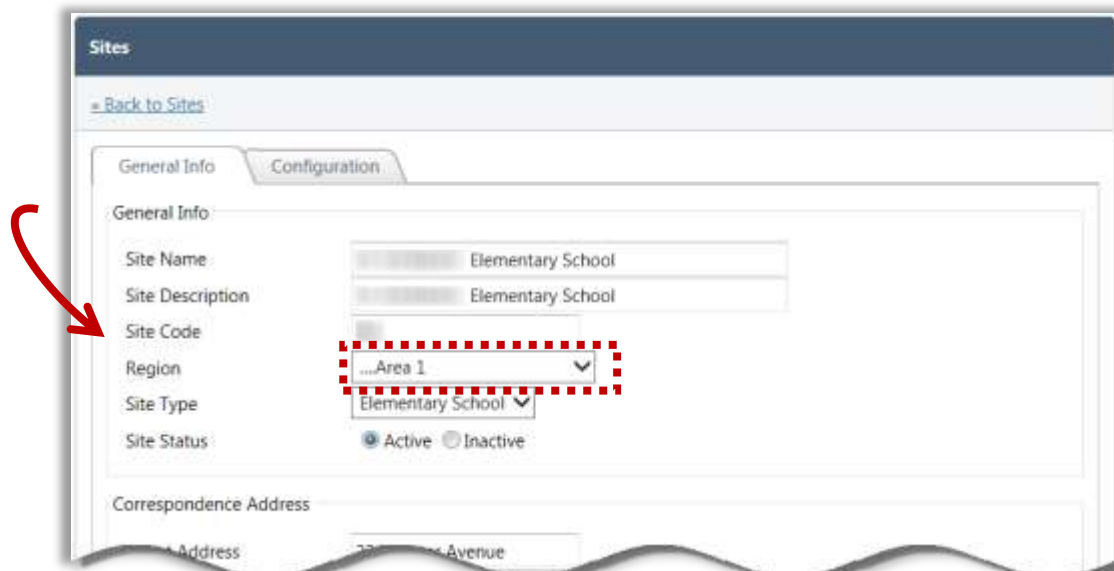 Sites
« Back to Sites
General Info Configuration
General Info
Site Name Elementary School
Site Description Elementary School
Site Code
Region ...Area 1
Site Type Elementary School
Site Status Active Inactive
Correspondence Address
Address Avenue